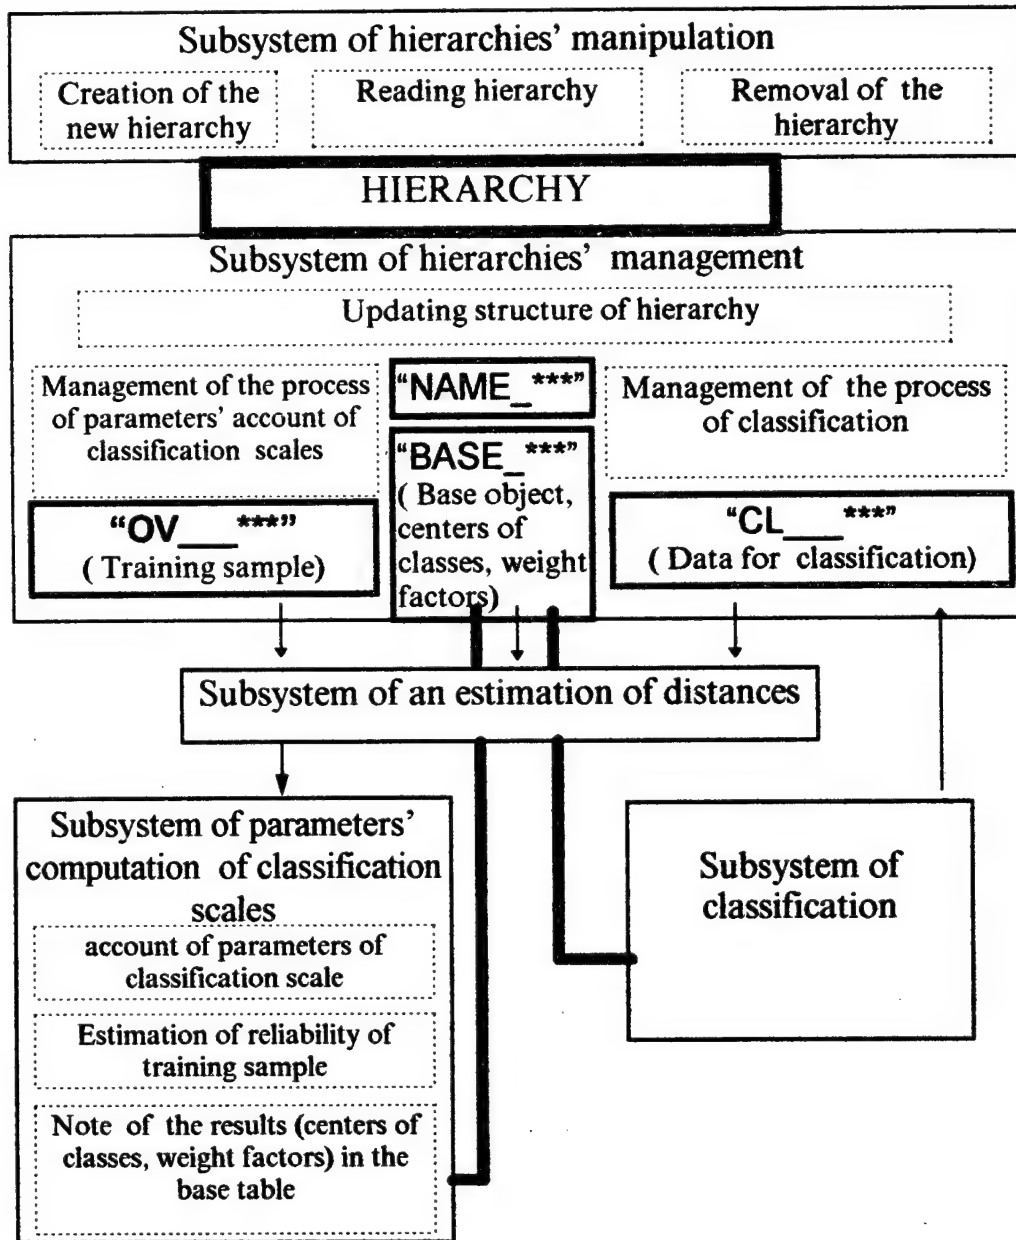 Subsystem of hierarchies' manipulation
Creation of the
new hierarchy
Reading hierarchy
Removal of the
hierarchy
HIERARCHY
Subsystem of hierarchies' management
Updating structure of hierarchy
Management of the process
of parameters' account of
classification scales
"OV___***"
( Training sample)
"NAME_***"
"BASE_***"
( Base object,
centers of
classes, weight
factors)
Management of the process
of classification
"CL___***"
( Data for classification)
Subsystem of an estimation of distances
Subsystem of parameters'
computation of classification
scales
account of parameters of
classification scale
Estimation of reliability of
training sample
Note of the results (centers of
classes, weight factors) in the
base table
Subsystem of
classification